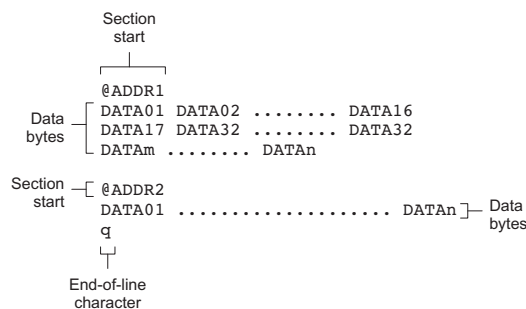 Section
start
@ADDR1
DATA01 DATA02 ........ DATA16
Data
bytes
DATA17 DATA32 ........ DATA32
DATAm ........ DATAn
Section
start
@ADDR2
DATA01 ..................... DATAn
Data
bytes
q
End-of-line
character